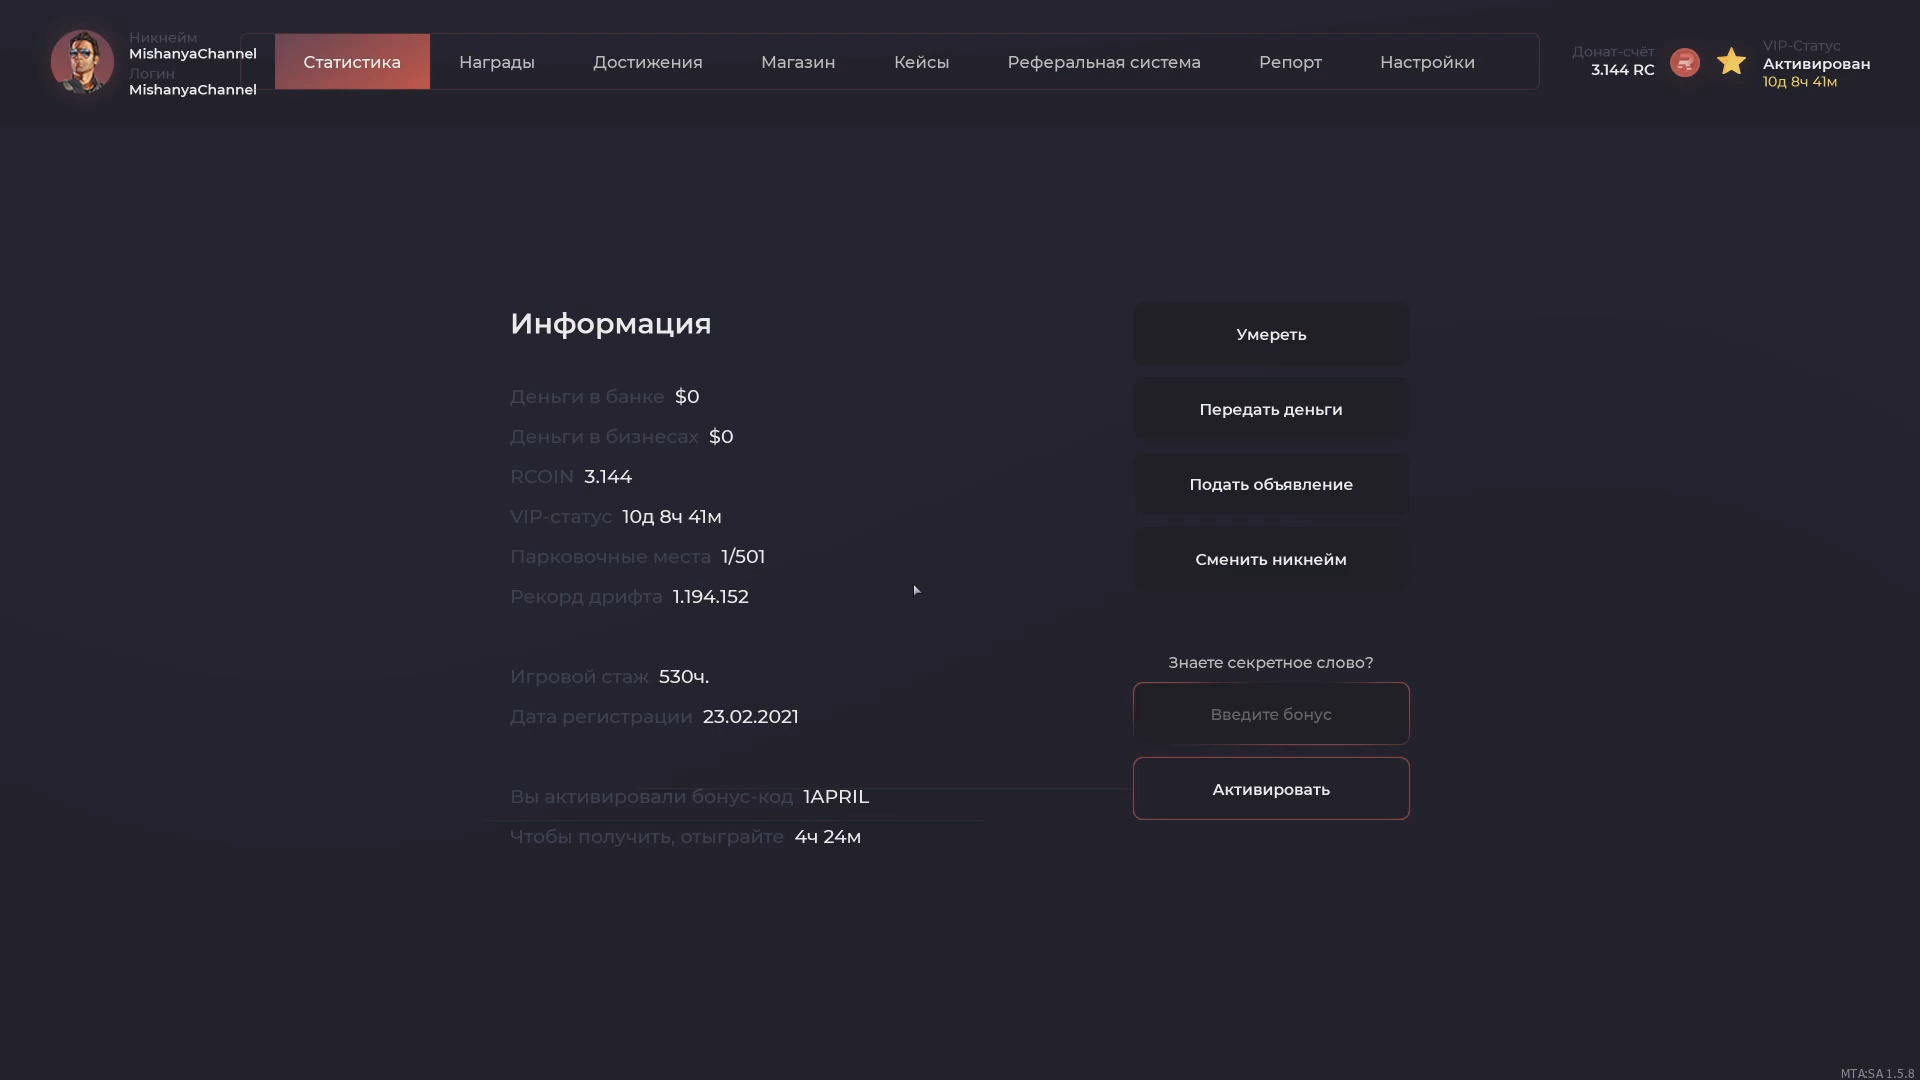 Никнейм
MishanyaChannel
Логин
MishanyaChannel
Статистика
Награды
Достижения
Магазин
Кейсы
Реферальная система
Репорт
Настройки
Донат-счёт
3.144 RC
VIP-Статус
Активирован
10д 8ч 41м
Информация
Деньги в банке $0
Деньги в бизнесах $0
RCOIN 3.144
VIP-статус 10д 8ч 41м
Парковочные места 1/501
Рекорд дрифта 1.194.152
Игровой стаж 530ч.
Дата регистрации 23.02.2021
Вы активировали бонус-код 1APRIL
Чтобы получить, отыграйте 4ч 24м
Умереть
Передать деньги
Подать объявление
Сменить никнейм
Знаете секретное слово?
Введите бонус
Активировать
MTA:SA 1.5.8